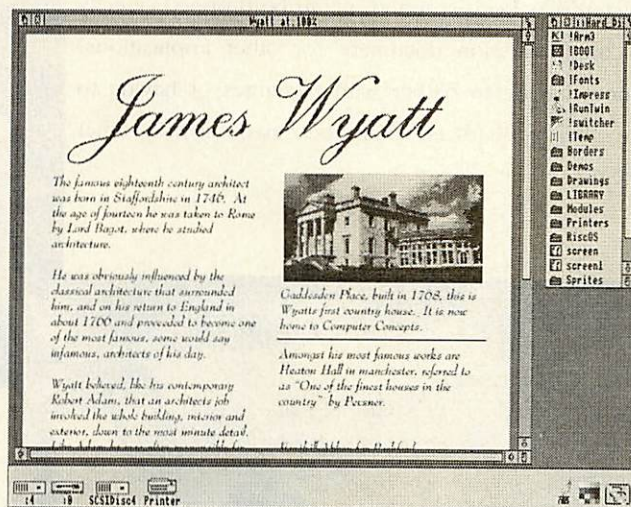 Wyatt at 100%
James Wyatt
The famous eighteenth century architect
was born in Staffordshire in 1746. At
the age of fourteen he was taken to Rome
by Lord Bagot, where he studied
architecture.
He was obviously influenced by the
classical architecture that surrounded
him, and on his return to England in
about 1766 and proceeded to become one
of the most famous, some would say
infamous, architects of his day.
Wyatt believed, like his contemporary
Robert Adam, that an architects job
involved the whole building, interior and
exterior, down to the most minute detail.
Gaddesden Place, built in 1768, this is
Wyatts first country house. It is now
home to Computer Concepts.
Amongst his most famous works are
Heaton Hall in manchester, referred to
as "One of the finest houses in the
country" by Pevsner.
!Arm3
!BOOT
!Desk
!Fonts
!Impress
!RunTwin
!switcher
!Temp
Borders
Demos
Drawings
LIBRARY
Modules
Printers
RiscOS
screen
screen1
Sprites
:4
:0
SCSIDisc4
Printer